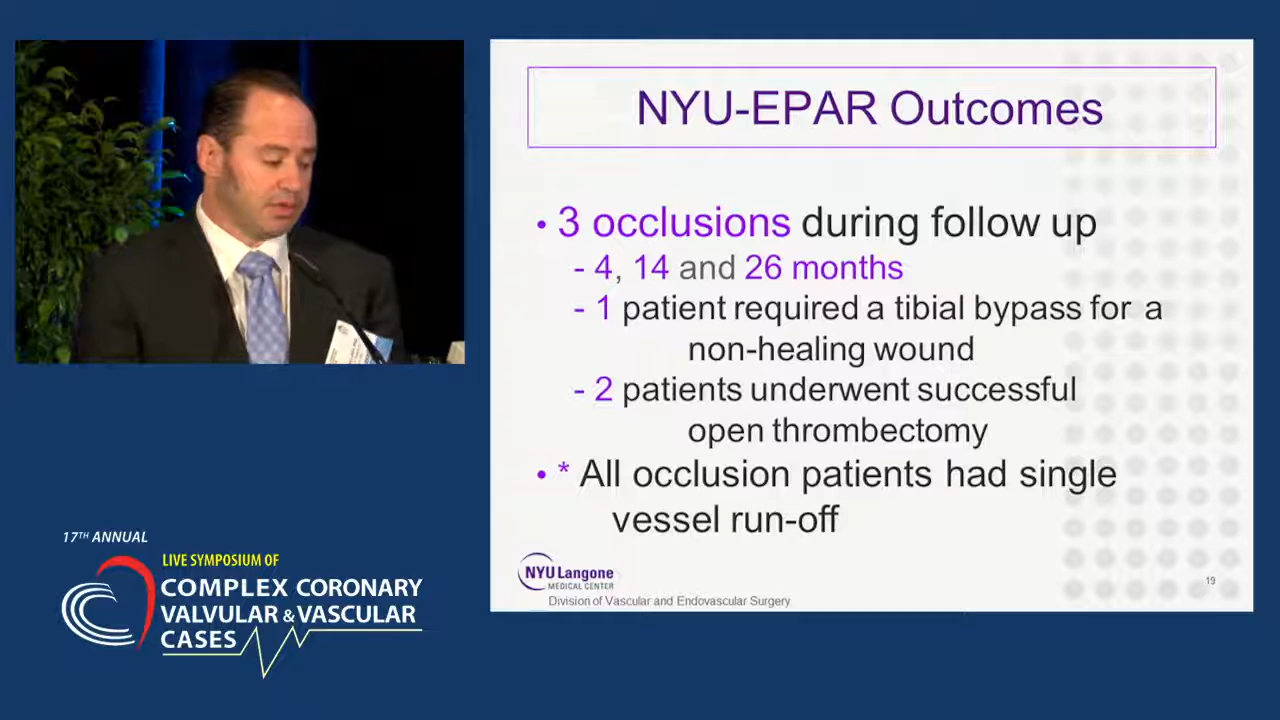 NYU-EPAR Outcomes
• 3 occlusions during follow up
- 4, 14 and 26 months
- 1 patient required a tibial bypass for a
non-healing wound
- 2 patients underwent successful
open thrombectomy
• * All occlusion patients had single
vessel run-off
NYU Langone
MEDICAL CENTER
Division of Vascular and Endovascular Surgery
19
17TH ANNUAL
LIVE SYMPOSIUM OF
COMPLEX CORONARY
VALVULAR & VASCULAR
CASES